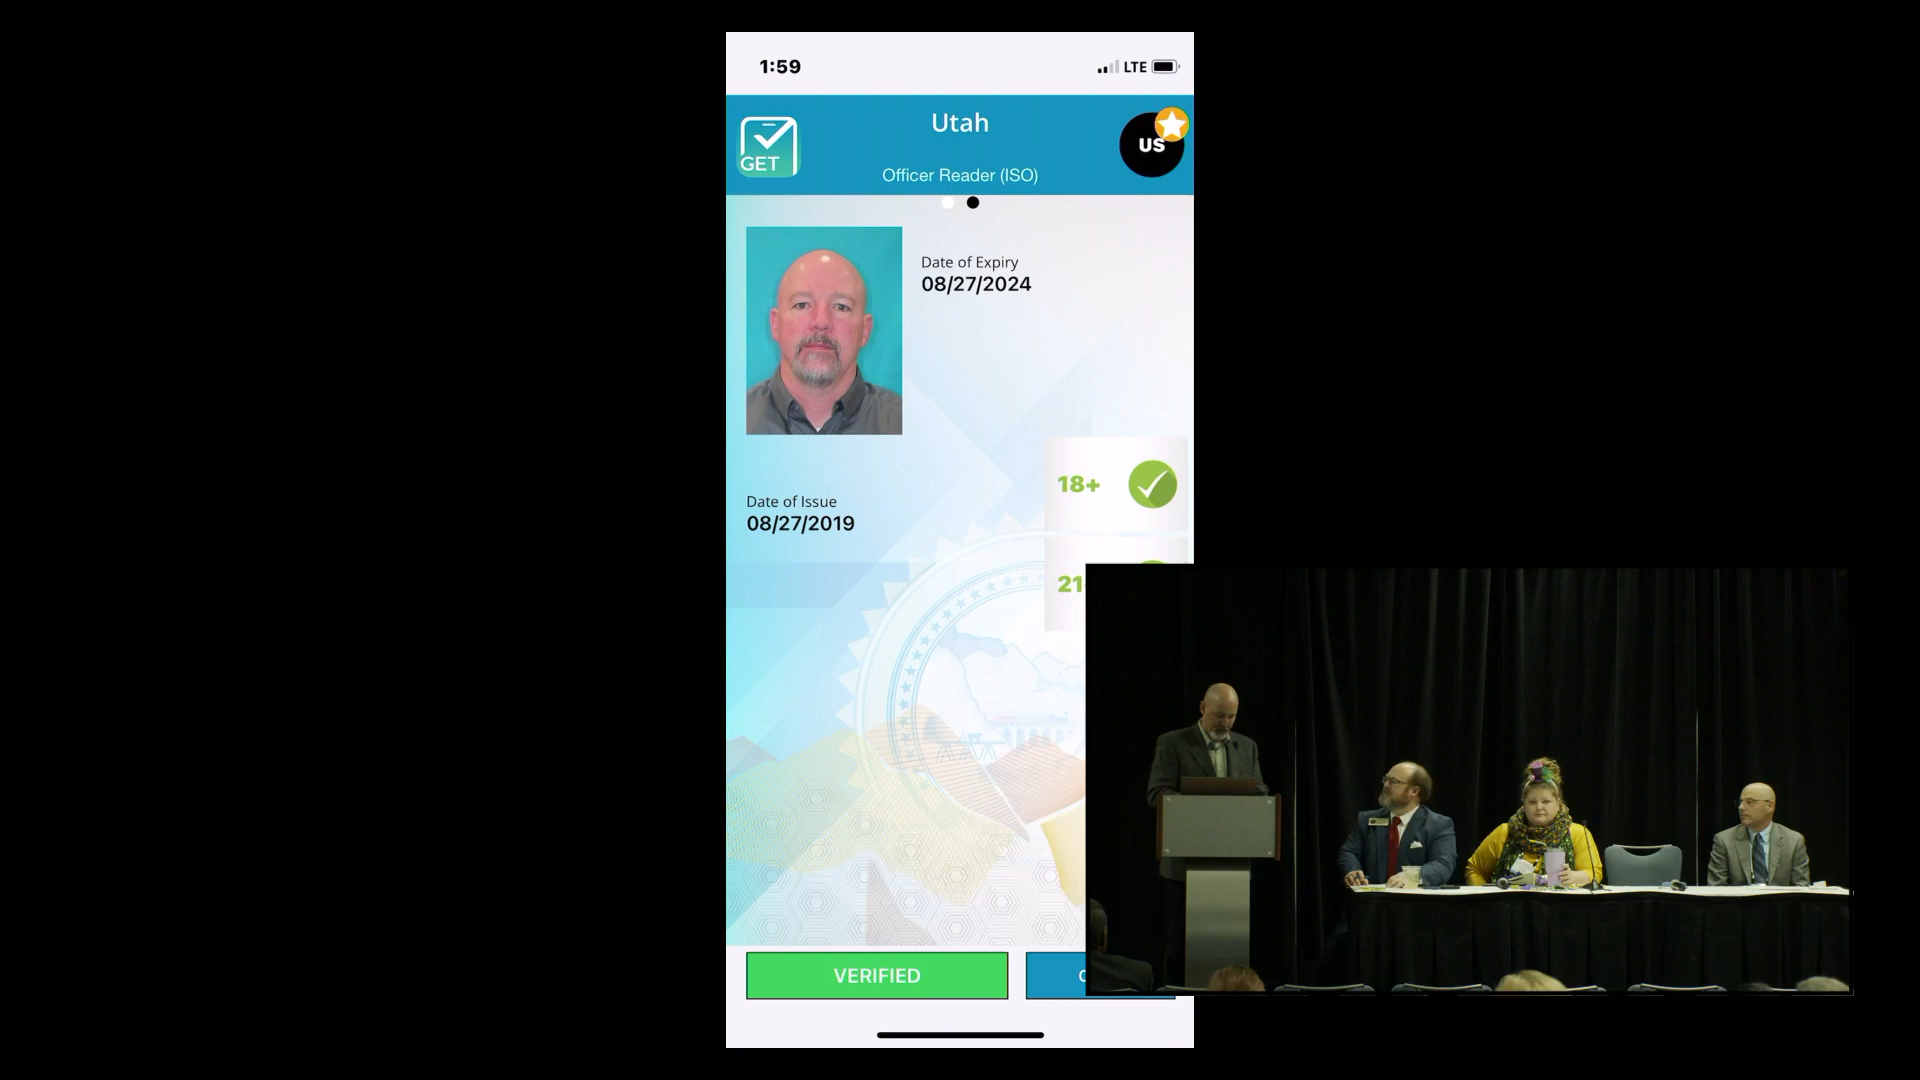 1:59
LTE
GET
Utah
US
Officer Reader (ISO)
Date of Expiry
08/27/2024
18+
Date of Issue
08/27/2019
21
VERIFIED